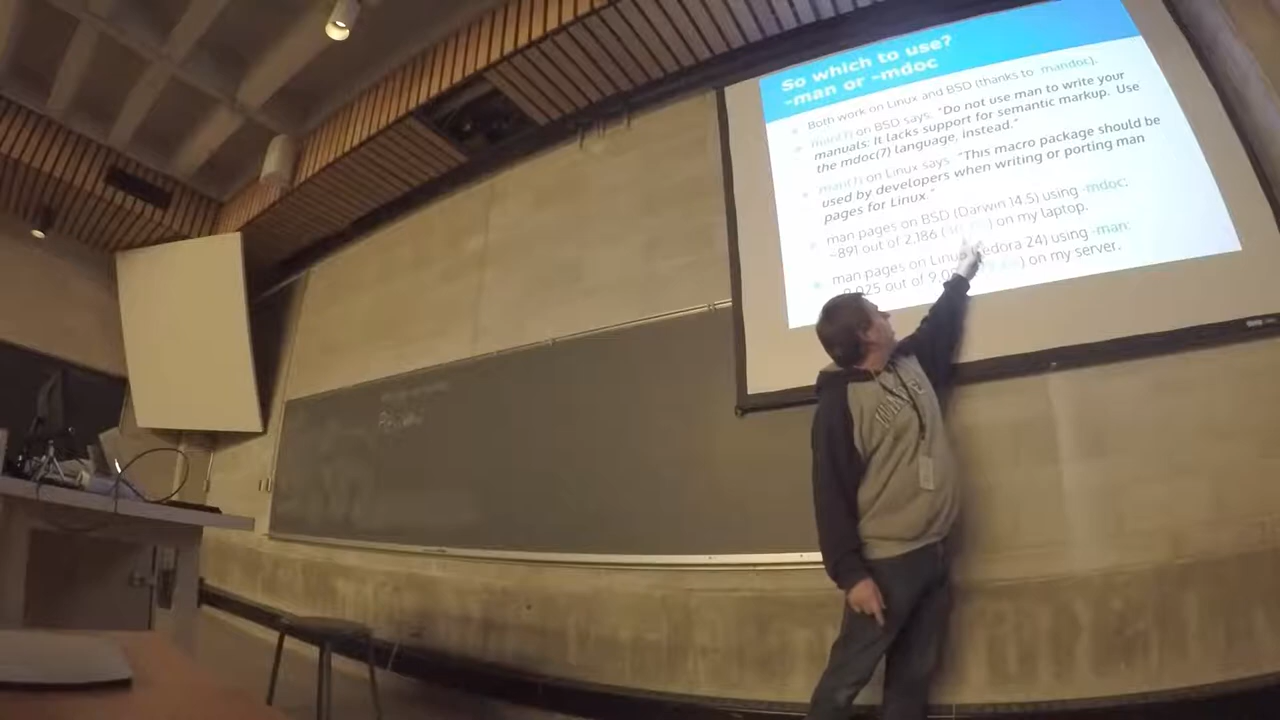 So which to use?
-man or -mdoc
Both work on Linux and BSD (thanks to mandoc).
man(7) on BSD says: "Do not use man to write your
manuals: It lacks support for semantic markup. Use
the mdoc(7) language, instead."
man(7) on Linux says "This macro package should be
used by developers when writing or porting man
pages for Linux."
man pages on BSD (Darwin 14.5) using -mdoc:
~891 out of 2,186 ( ) on my laptop.
man pages on Linux (Fedora 24) using -man:
9,025 out of ) on my server.